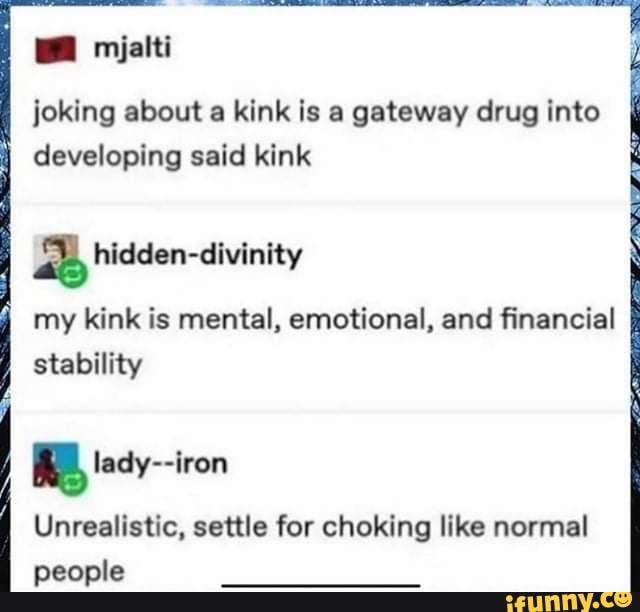 mjalti
joking about a kink is a gateway drug into
developing said kink
hidden-divinity
my kink is mental, emotional, and financial
stability
lady--iron
Unrealistic, settle for choking like normal
people
ifunny.co